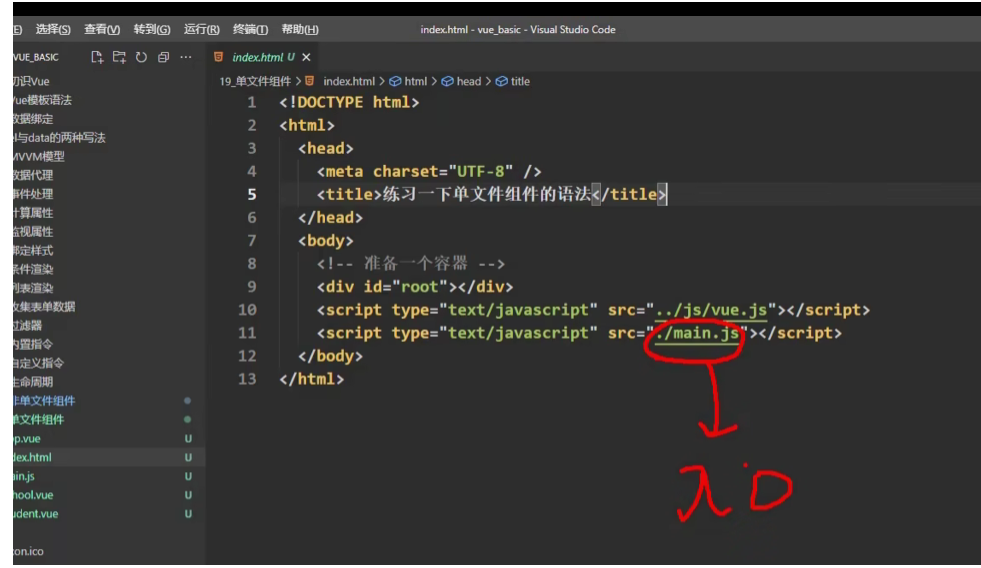 选择(S) 查看(V) 转到(G) 运行(R) 终端(T) 帮助(H) index.html - vue_basic - Visual Studio Code
VUE_BASIC
index.html U
19_单文件组件 > index.html > html > head > title
识Vue
模板语法
数据绑定
与data的两种写法
MVVM模型
数据代理
事件处理
计算属性
监视属性
绑定样式
条件渲染
列表渲染
收集表单数据
过滤器
内置指令
自定义指令
生命周期
非单文件组件
单文件组件
p.vue U
dex.html U
in.js U
hool.vue U
udent.vue U
con.ico
1 <!DOCTYPE html>
2 <html>
3 <head>
4 <meta charset="UTF-8" />
5 <title>练习一下单文件组件的语法</title>
6 </head>
7 <body>
8 <!-- 准备一个容器 -->
9 <div id="root"></div>
10 <script type="text/javascript" src="../js/vue.js"></script>
11 <script type="text/javascript" src="./main.js"></script>
12 </body>
13 </html>
入口